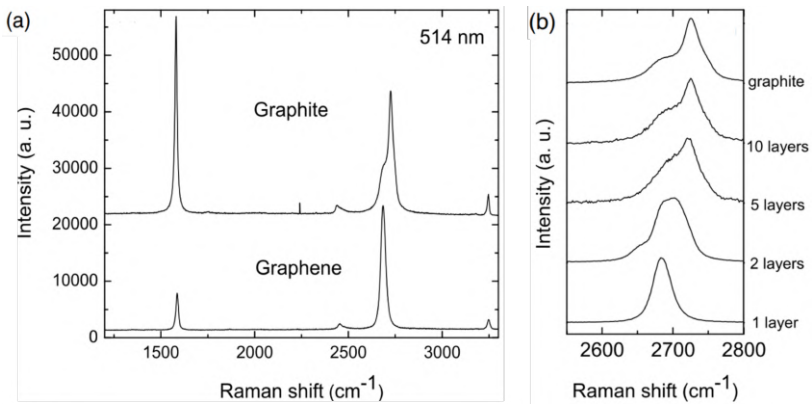 (a)
514 nm
Graphite
Graphene
Intensity (a. u.)
50000
40000
30000
20000
10000
0
1500 2000 2500 3000
Raman shift (cm⁻¹)
(b)
graphite
10 layers
5 layers
2 layers
1 layer
Intensity (a. u.)
2600 2700 2800
Raman shift (cm⁻¹)